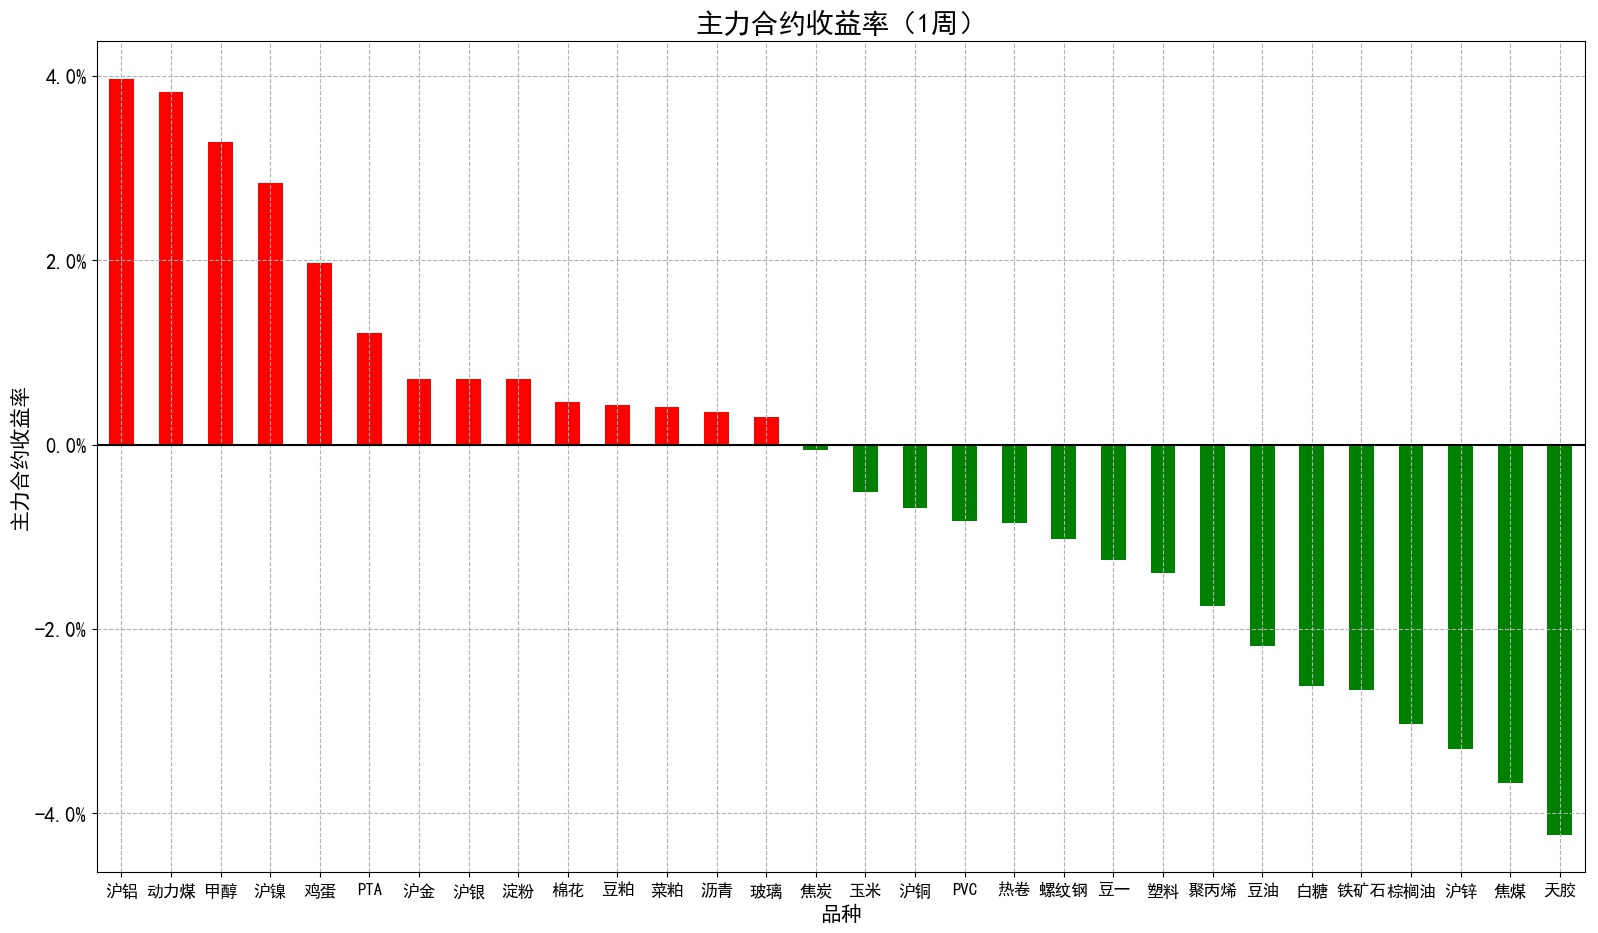 主力合约收益率（1周）
主力合约收益率
4.0%
2.0%
0.0%
−2.0%
−4.0%
沪铝 动力煤 甲醇 沪镍 鸡蛋 PTA 沪金 沪银 淀粉 棉花 豆粕 菜粕 沥青 玻璃 焦炭 玉米 沪铜 PVC 热卷 螺纹钢 豆一 塑料 聚丙烯 豆油 白糖 铁矿石 棕榈油 沪锌 焦煤 天胶
品种